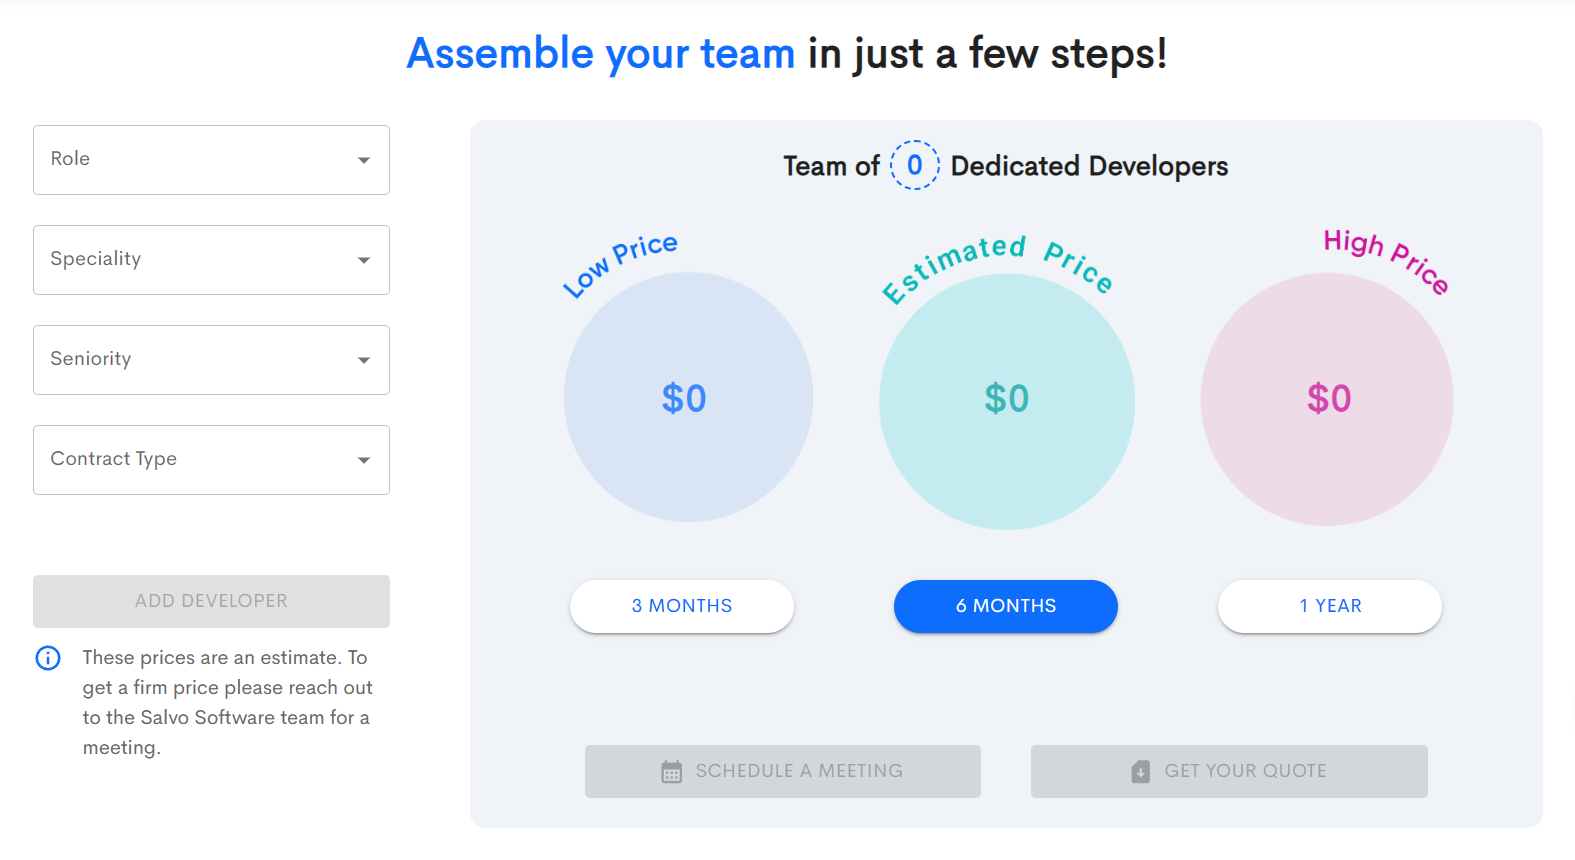 Assemble your team in just a few steps!
Role
Speciality
Seniority
Contract Type
ADD DEVELOPER
These prices are an estimate. To
get a firm price please reach out
to the Salvo Software team for a
meeting.
Team of 0 Dedicated Developers
Low Price
Estimated Price
High Price
$0
$0
$0
3 MONTHS
6 MONTHS
1 YEAR
SCHEDULE A MEETING
GET YOUR QUOTE